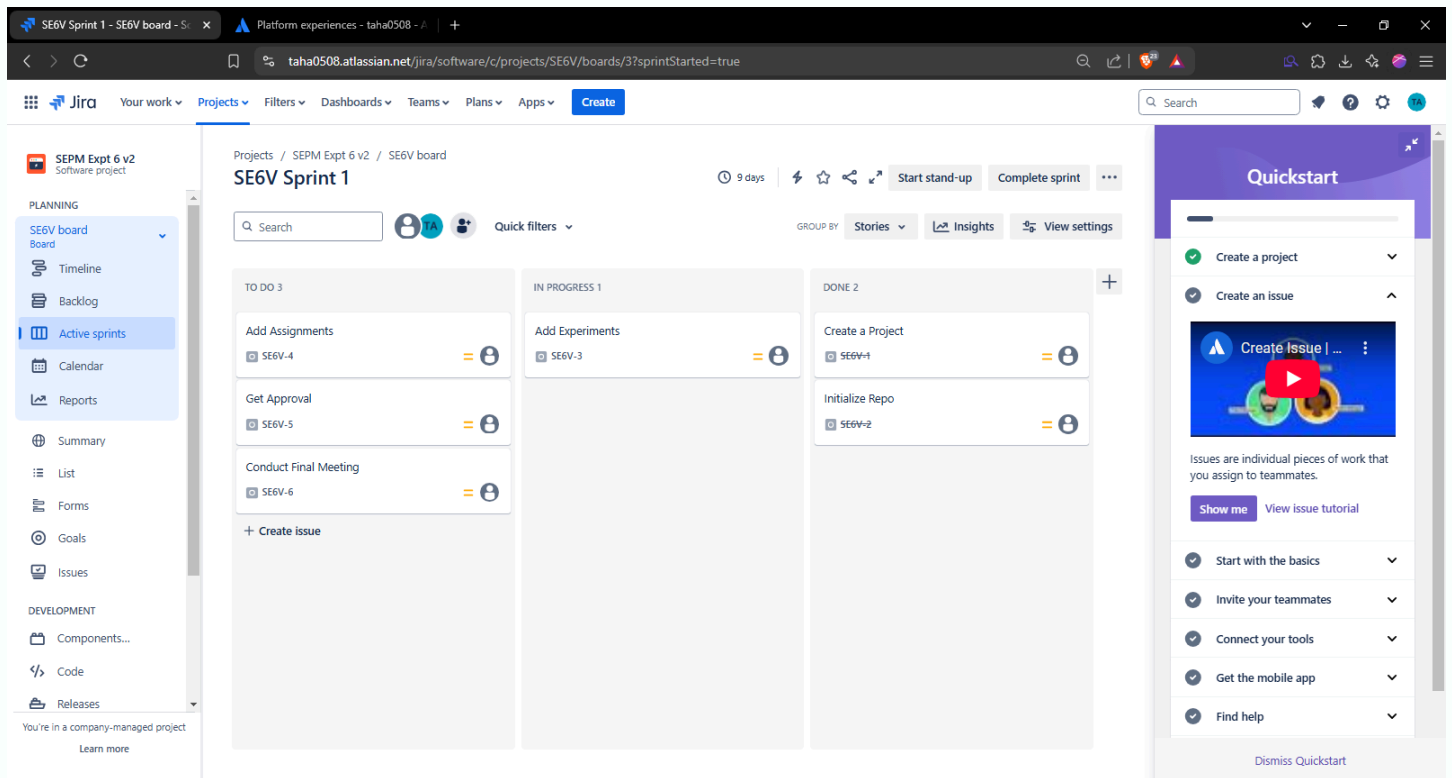 SE6V Sprint 1 - SE6V board - Sc
Platform experiences - taha0508 - A
taha0508.atlassian.net/jira/software/c/projects/SE6V/boards/3?sprintStarted=true
Jira
Your work
Projects
Filters
Dashboards
Teams
Plans
Apps
Create
Search
TA
SEPM Expt 6 v2
Software project
PLANNING
SE6V board
Board
Timeline
Backlog
Active sprints
Calendar
Reports
Summary
List
Forms
Goals
Issues
DEVELOPMENT
Components...
Code
Releases
You're in a company-managed project
Learn more
Projects / SEPM Expt 6 v2 / SE6V board
SE6V Sprint 1
9 days
Start stand-up
Complete sprint
Search
TA
Quick filters
GROUP BY
Stories
Insights
View settings
TO DO 3
Add Assignments
SE6V-4
Get Approval
SE6V-5
Conduct Final Meeting
SE6V-6
+ Create issue
IN PROGRESS 1
Add Experiments
SE6V-3
DONE 2
Create a Project
SE6V-1
Initialize Repo
SE6V-2
Quickstart
Create a project
Create an issue
Create Issue | ...
Issues are individual pieces of work that
you assign to teammates.
Show me
View issue tutorial
Start with the basics
Invite your teammates
Connect your tools
Get the mobile app
Find help
Dismiss Quickstart